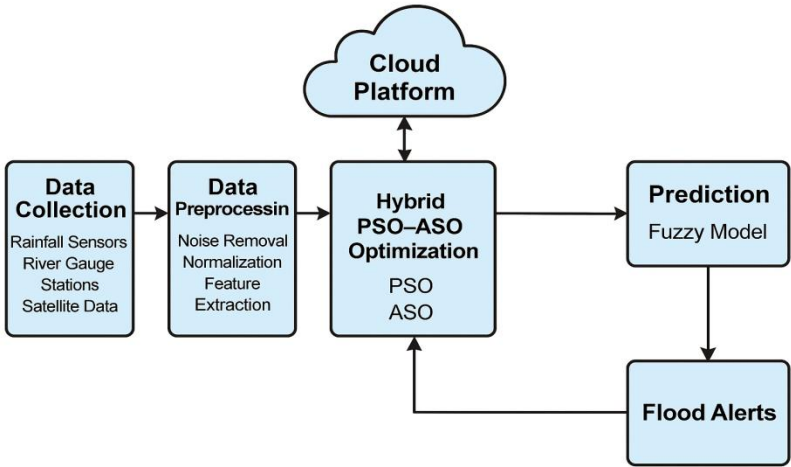 Cloud
Platform
Data
Collection
Rainfall Sensors
River Gauge
Stations
Satellite Data
Data
Preprocessin
Noise Removal
Normalization
Feature
Extraction
Hybrid
PSO–ASO
Optimization
PSO
ASO
Prediction
Fuzzy Model
Flood Alerts